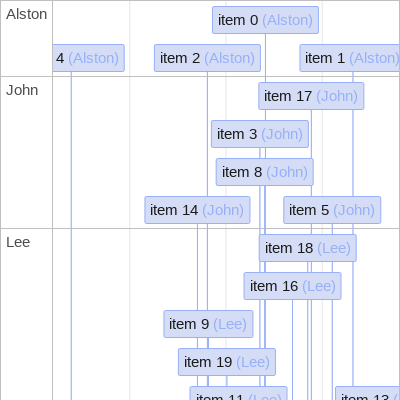 Alston
item 0 (Alston)
4 (Alston)
item 2 (Alston)
item 1 (Alston)
John
item 17 (John)
item 3 (John)
item 8 (John)
item 14 (John)
item 5 (John)
Lee
item 18 (Lee)
item 16 (Lee)
item 9 (Lee)
item 19 (Lee)
item 11 (Lee)
item 13 (